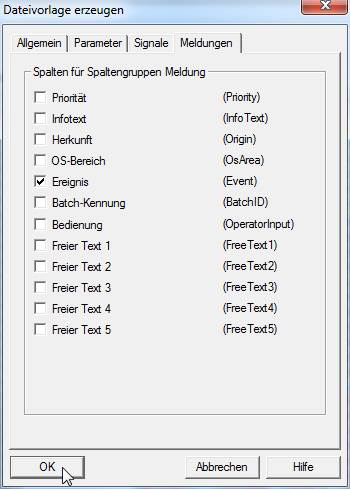 Dateivorlage erzeugen
Allgemein Parameter Signale Meldungen
Spalten für Spaltengruppen Meldung
Priorität (Priority)
Infotext (InfoText)
Herkunft (Origin)
OS-Bereich (OsArea)
Ereignis (Event)
Batch-Kennung (BatchID)
Bedienung (OperatorInput)
Freier Text 1 (FreeText1)
Freier Text 2 (FreeText2)
Freier Text 3 (FreeText3)
Freier Text 4 (FreeText4)
Freier Text 5 (FreeText5)
OK Abbrechen Hilfe